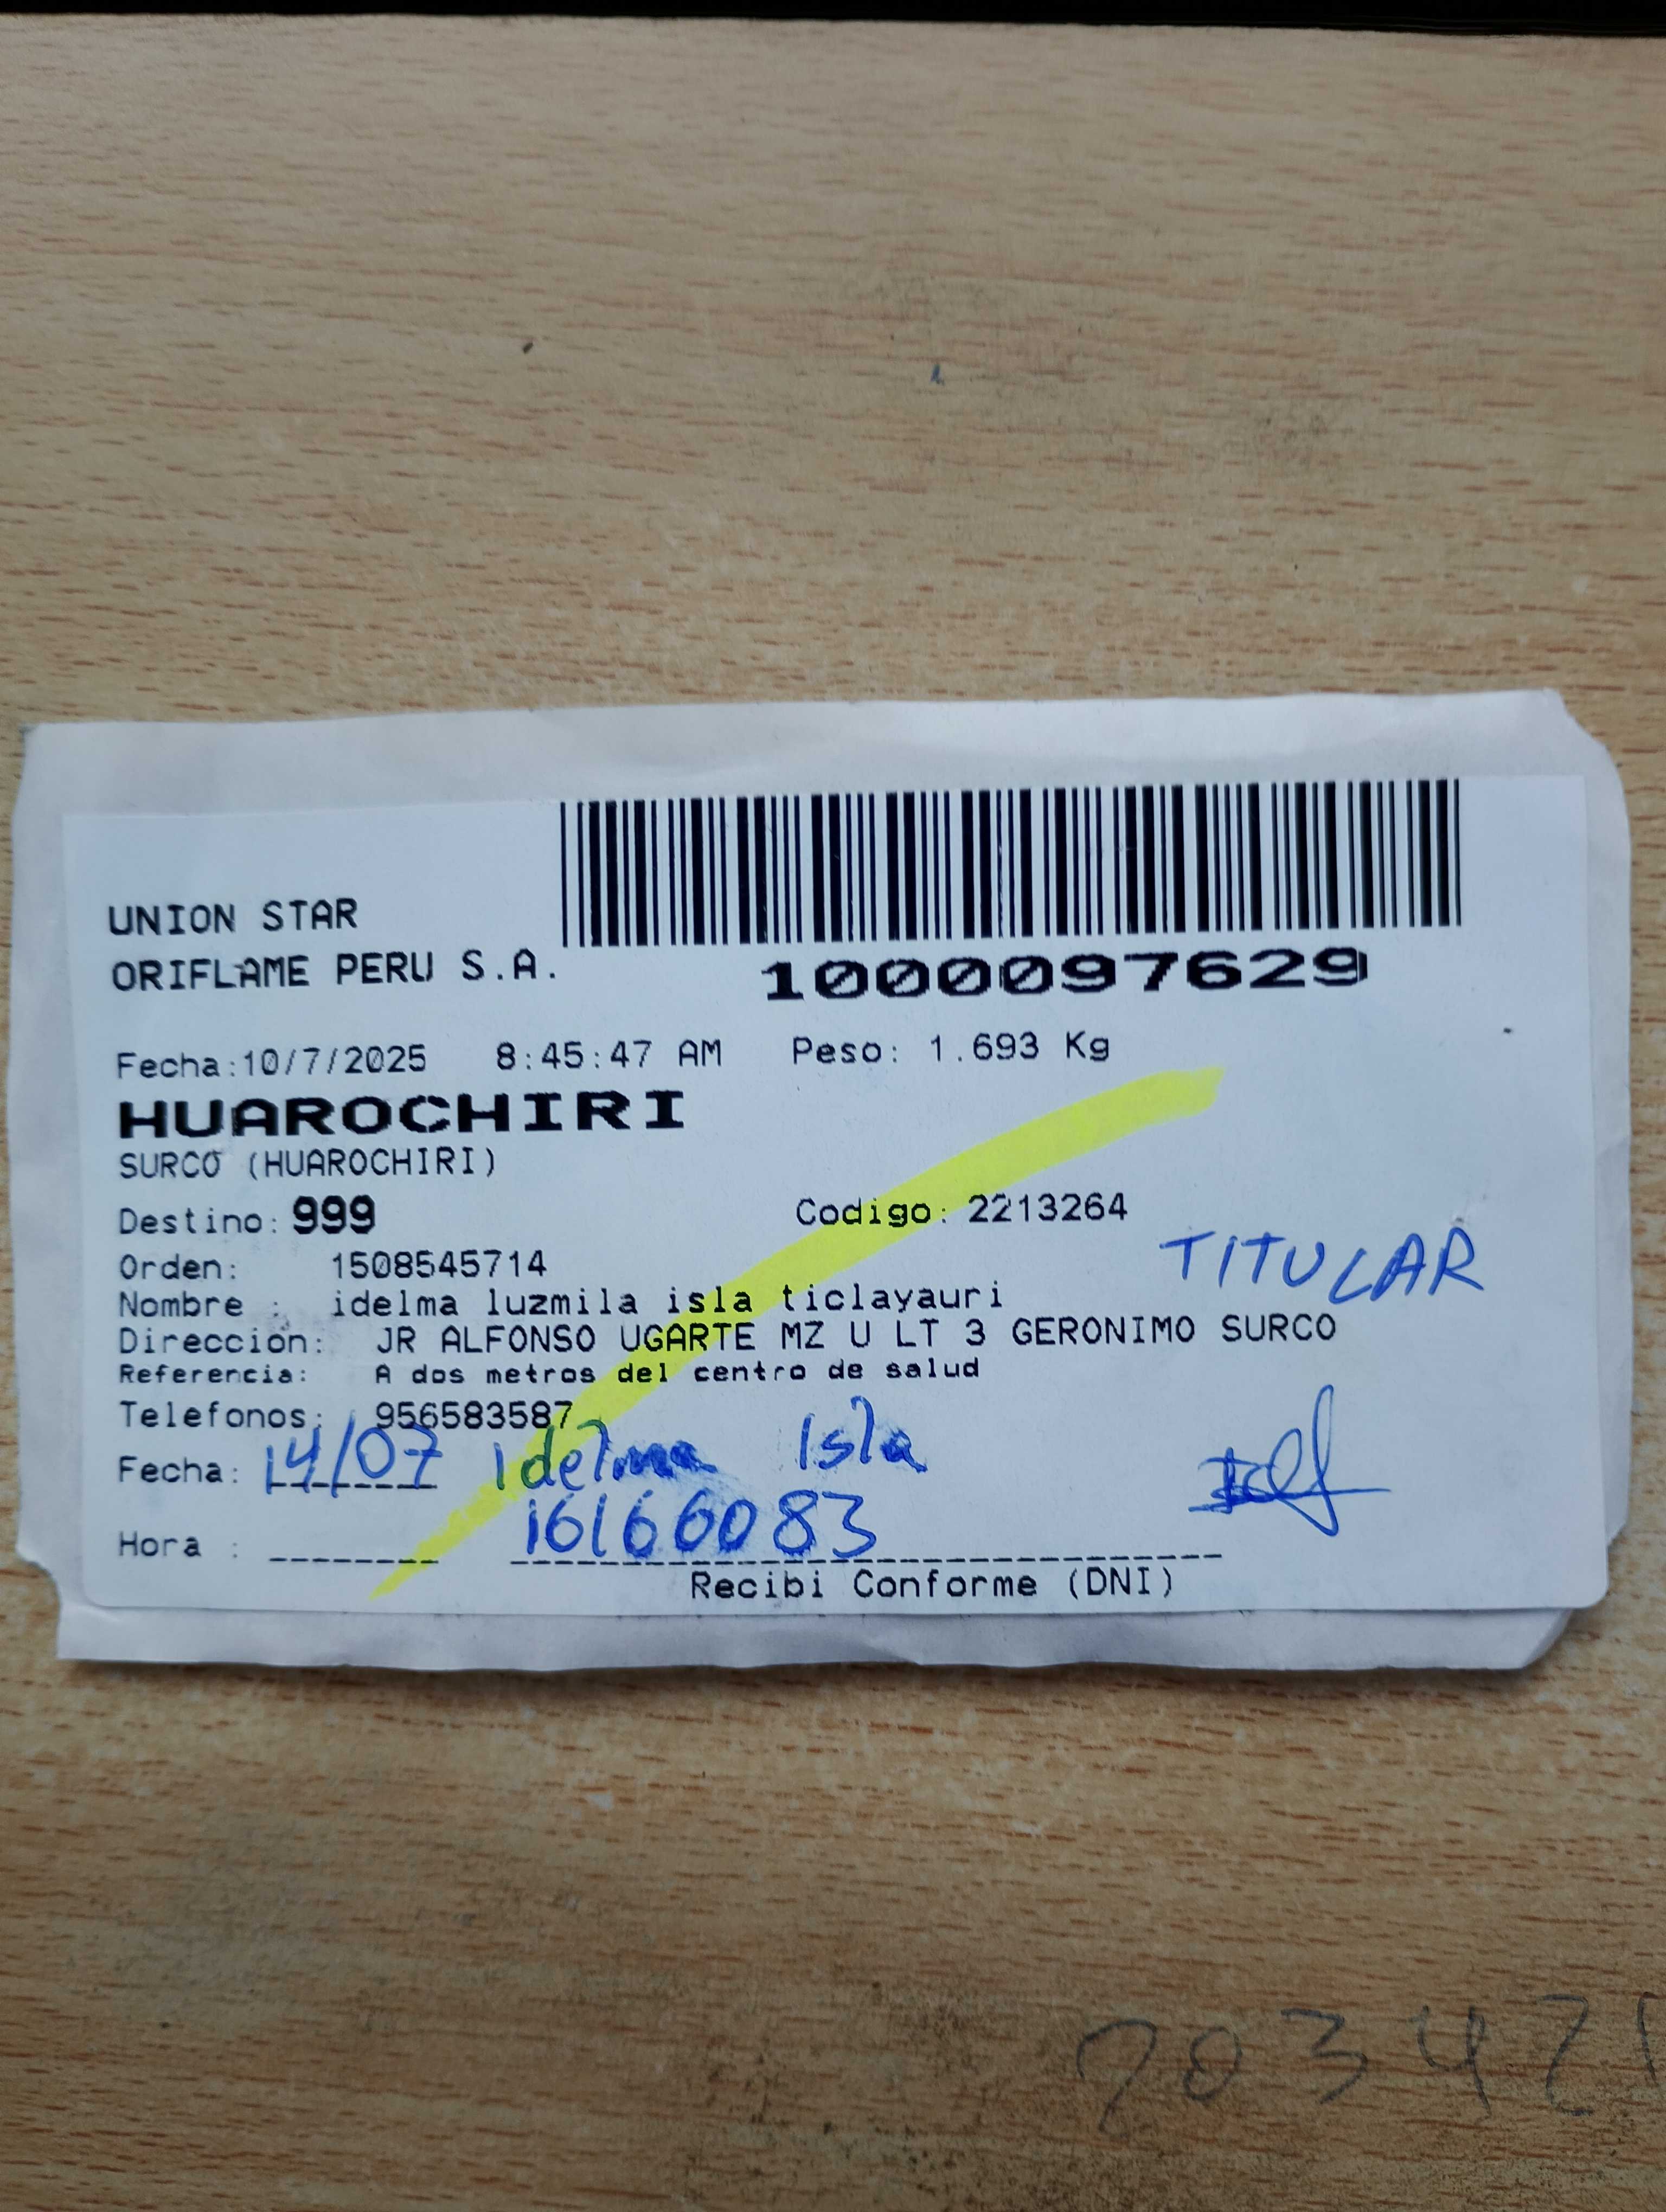 UNION STAR
ORIFLAME PERU S.A.
1000097629
Fecha:10/7/2025 8:45:47 AM Peso: 1.693 Kg
HUAROCHIRI
SURCO (HUAROCHIRI)
Destino: 999 Codigo: 2213264
TITULAR
Orden: 1508545714
Nombre : idelma luzmila isla ticlayauri
Direccion: JR ALFONSO UGARTE MZ U LT 3 GERONIMO SURCO
Referencia: A dos metros del centro de salud
Telefonos: 956583587
Fecha: 14/07 Idelma Isla
Hora : 16166083
Recibi Conforme (DNI)
203421